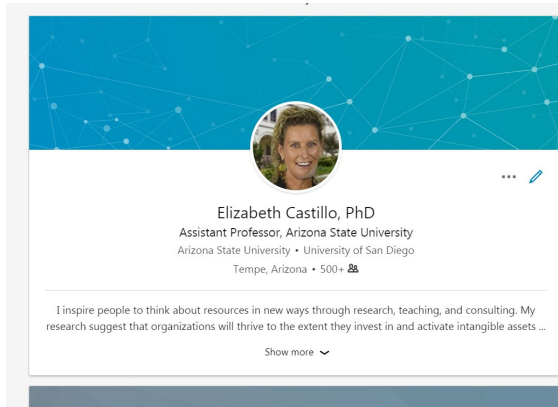 Elizabeth Castillo, PhD
Assistant Professor, Arizona State University
Arizona State University • University of San Diego
Tempe, Arizona • 500+
I inspire people to think about resources in new ways through research, teaching, and consulting. My
research suggest that organizations will thrive to the extent they invest in and activate intangible assets ...
Show more